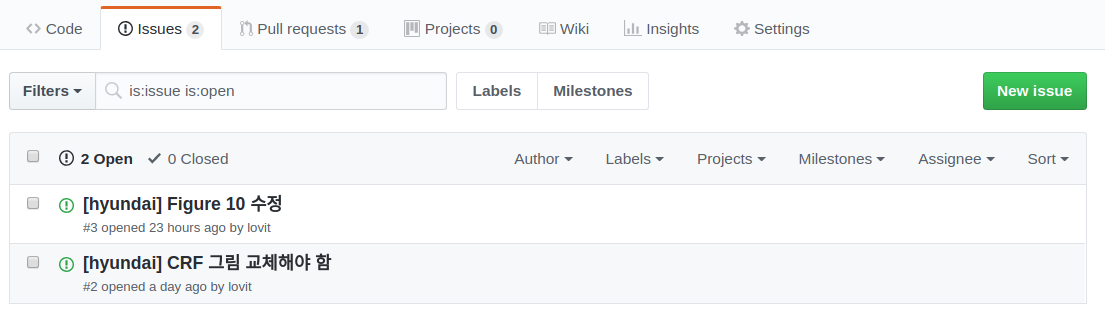 Code Issues 2 Pull requests 1 Projects 0 Wiki Insights Settings
Filters is:issue is:open Labels Milestones New issue
2 Open 0 Closed Author Labels Projects Milestones Assignee Sort
[hyundai] Figure 10 수정
#3 opened 23 hours ago by lovit
[hyundai] CRF 그림 교체해야 함
#2 opened a day ago by lovit